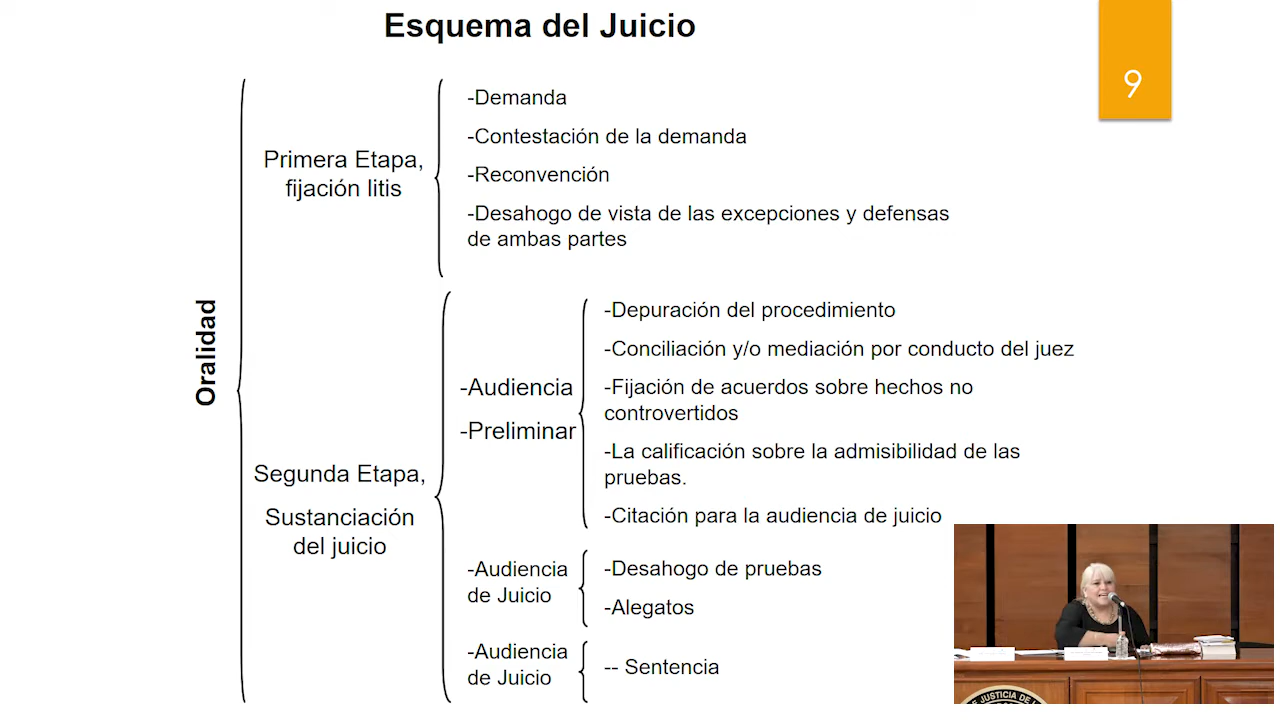 Esquema del Juicio
9
Oralidad
Primera Etapa,
fijación litis
-Demanda
-Contestación de la demanda
-Reconvención
-Desahogo de vista de las excepciones y defensas
de ambas partes
Segunda Etapa,
Sustanciación
del juicio
-Audiencia
-Preliminar
-Depuración del procedimiento
-Conciliación y/o mediación por conducto del juez
-Fijación de acuerdos sobre hechos no
controvertidos
-La calificación sobre la admisibilidad de las
pruebas.
-Citación para la audiencia de juicio
-Audiencia
de Juicio
-Desahogo de pruebas
-Alegatos
-Audiencia
de Juicio
-- Sentencia
DE JUSTICIA DE